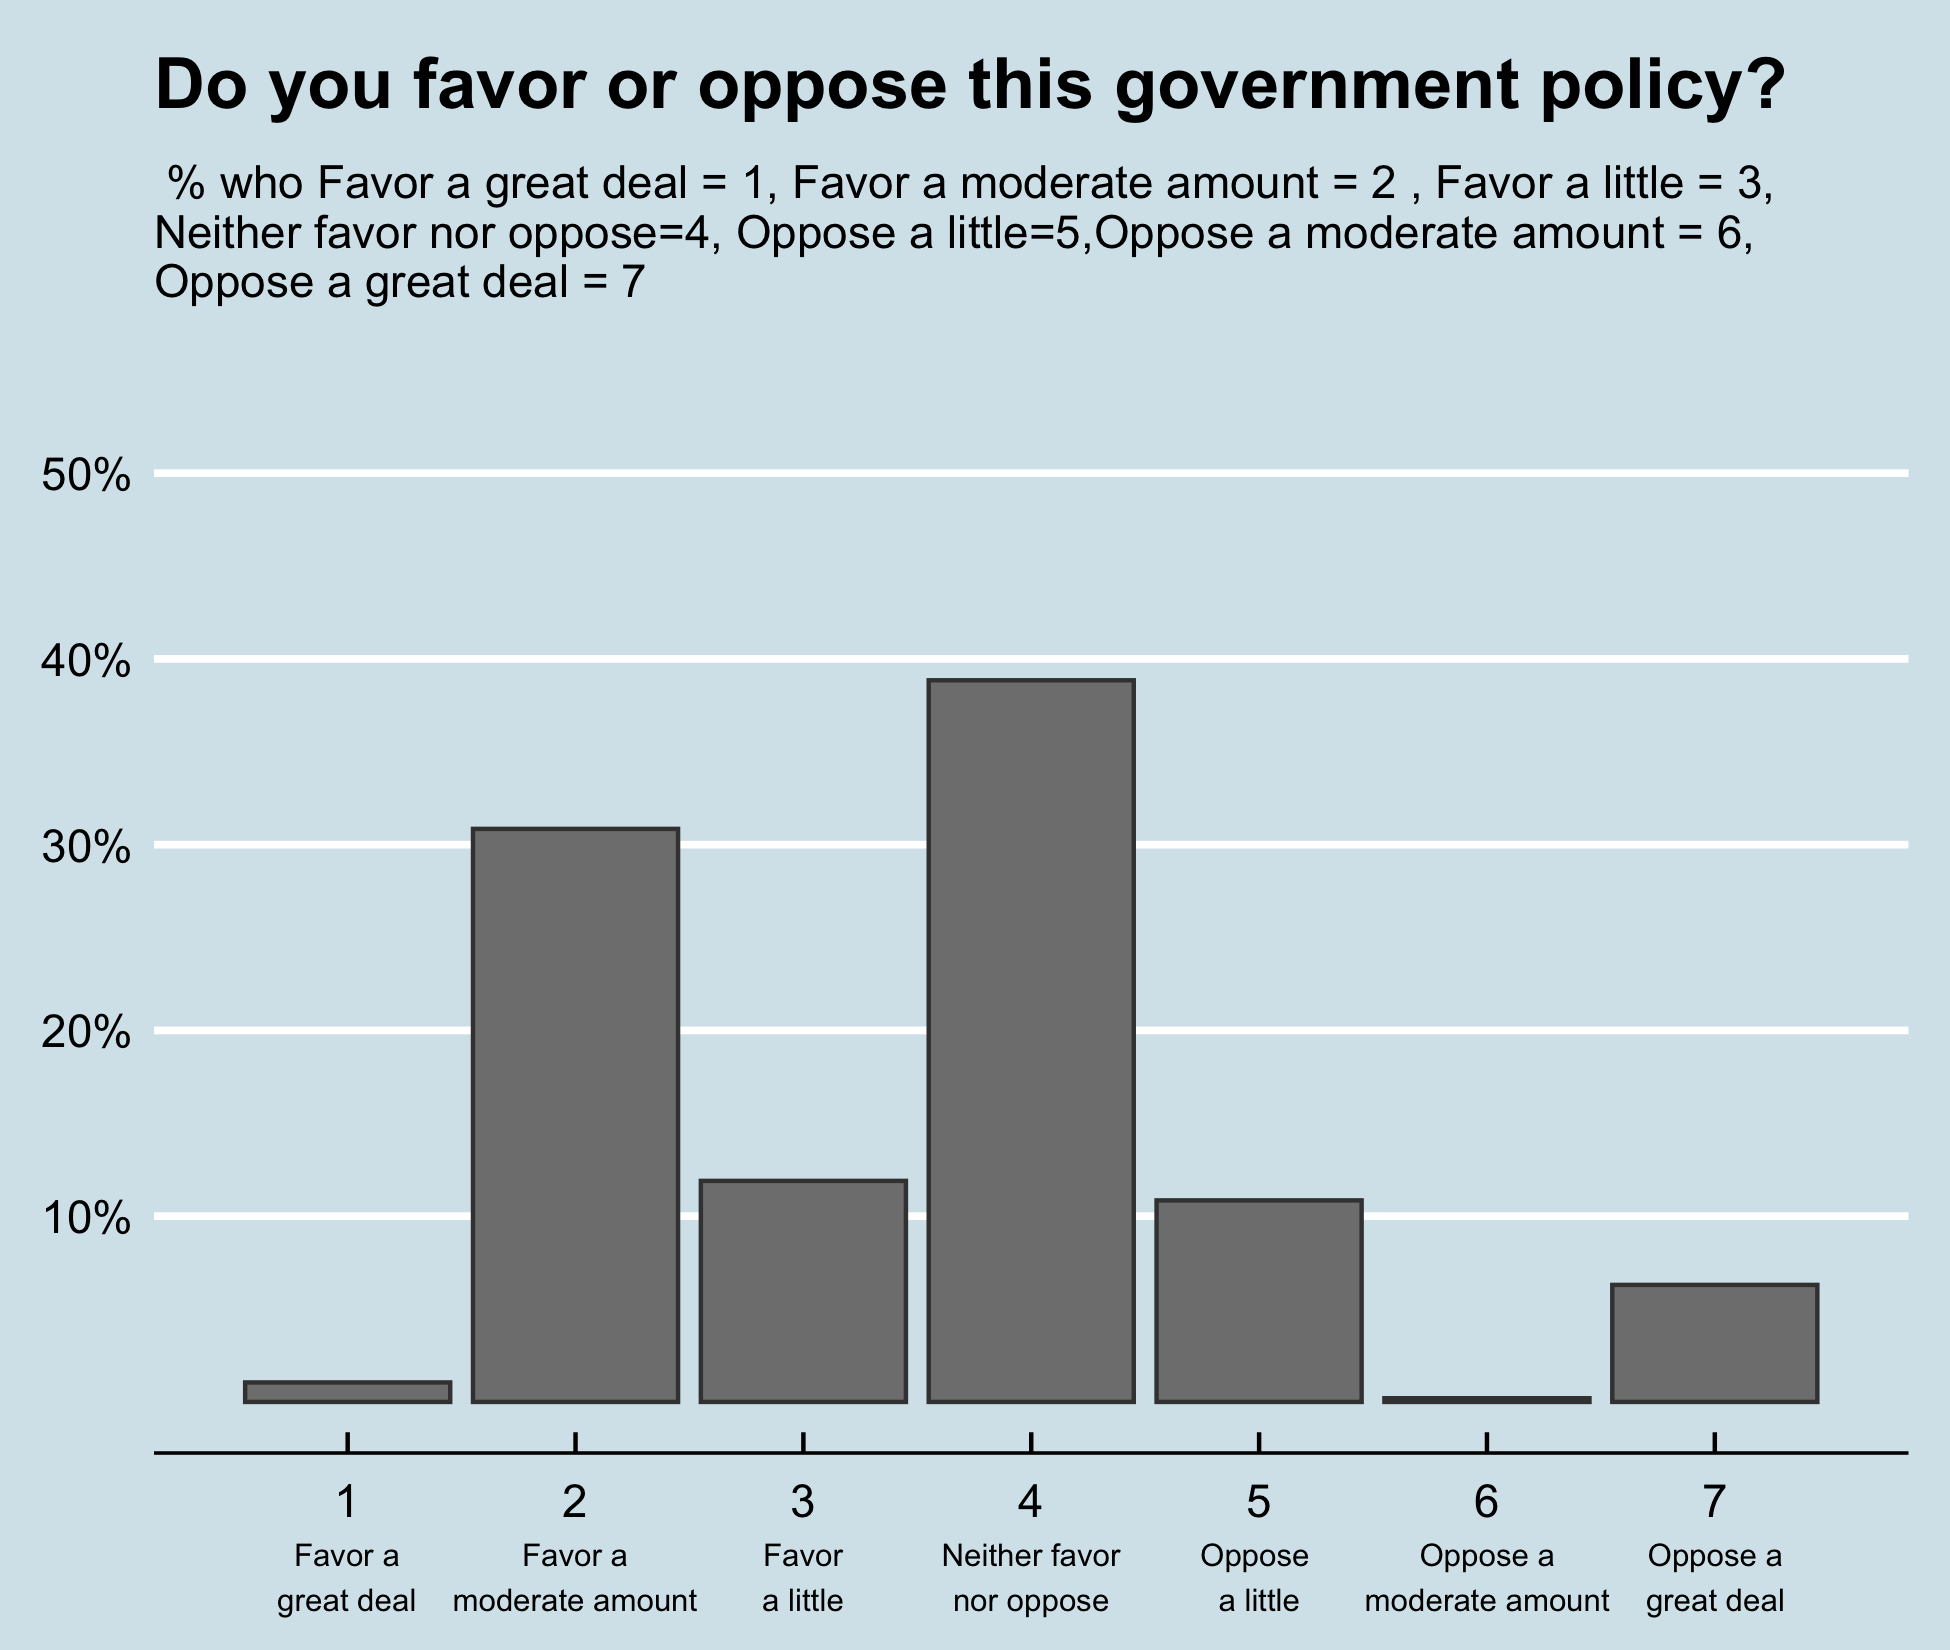 Do you favor or oppose this government policy?
% who Favor a great deal = 1, Favor a moderate amount = 2 , Favor a little = 3,
Neither favor nor oppose=4, Oppose a little=5,Oppose a moderate amount = 6,
Oppose a great deal = 7
50%
40%
30%
20%
10%
1 2 3 4 5 6 7
Favor a Favor a Favor Neither favor Oppose Oppose a Oppose a
great deal moderate amount a little nor oppose a little moderate amount great deal